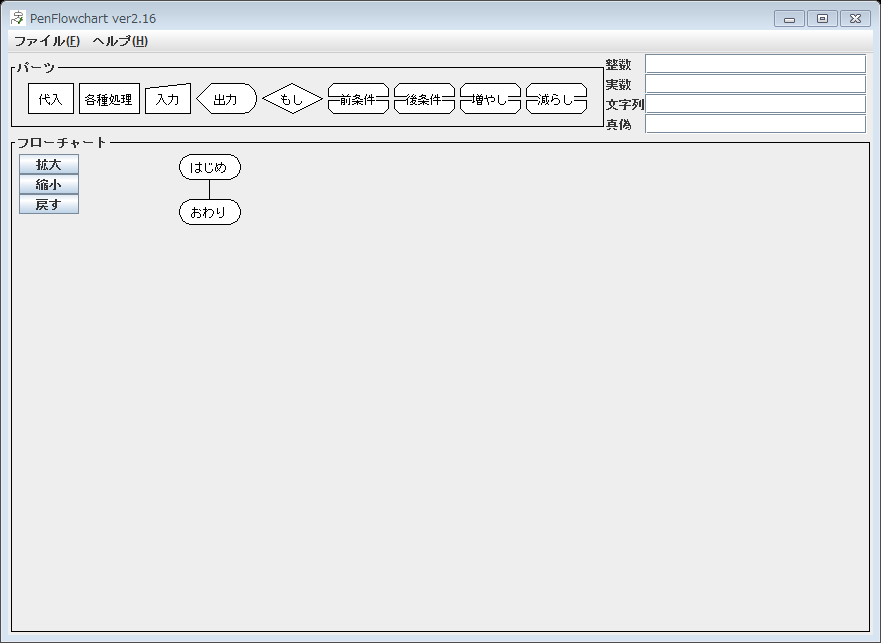 PenFlowchart ver2.16
ファイル(F) ヘルプ(H)
パーツ
代入 各種処理 入力 出力 もし 前条件 後条件 増やし 減らし
整数
実数
文字列
真偽
フローチャート
拡大
縮小
戻す
はじめ
おわり